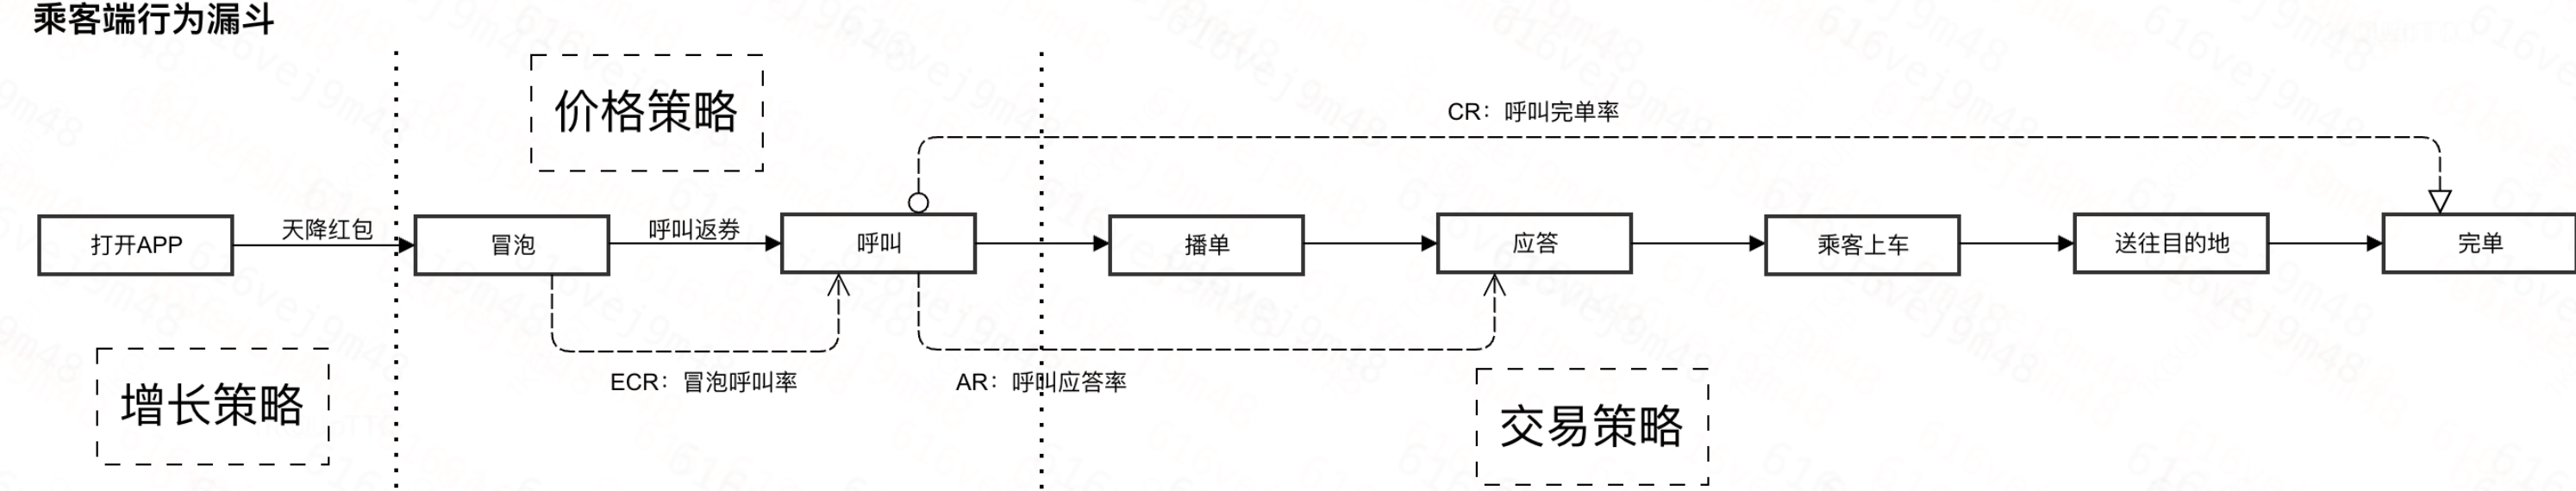 乘客端行为漏斗
价格策略
CR：呼叫完单率
打开APP
天降红包
冒泡
呼叫返券
呼叫
播单
应答
乘客上车
送往目的地
完单
ECR：冒泡呼叫率
AR：呼叫应答率
增长策略
交易策略
616vej9m48